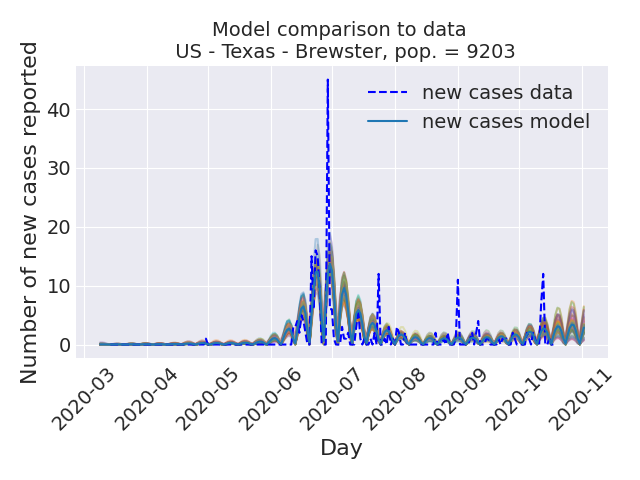 Model comparison to data
US - Texas - Brewster, pop. = 9203
Number of new cases reported
40
30
20
10
0
new cases data
new cases model
2020-03
2020-04
2020-05
2020-06
2020-07
2020-08
2020-09
2020-10
2020-11
Day